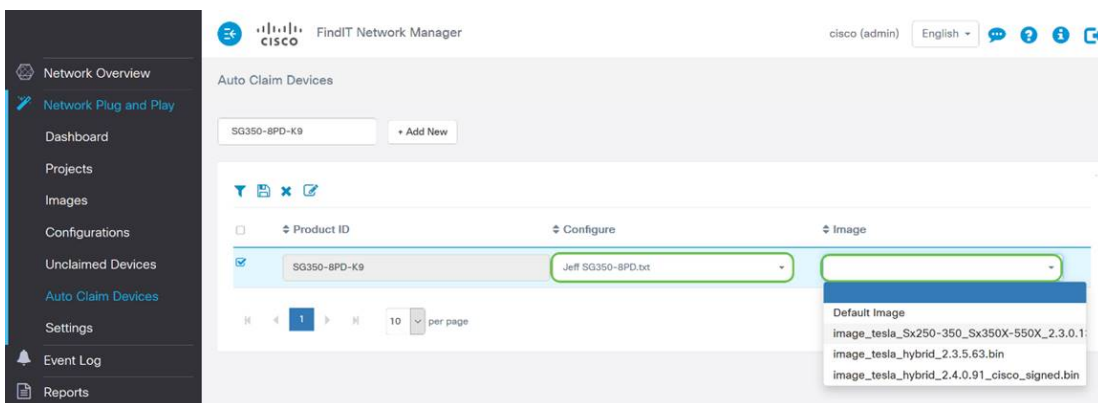 CISCO FindIT Network Manager
cisco (admin) English
Network Overview
Network Plug and Play
Dashboard
Projects
Images
Configurations
Unclaimed Devices
Auto Claim Devices
Settings
Event Log
Reports
Auto Claim Devices
SG350-8PD-K9 + Add New
Product ID Configure Image
SG350-8PD-K9 Jeff SG350-8PD.txt
Default Image
image_tesla_Sx250-350_Sx350X-550X_2.3.0.13
image_tesla_hybrid_2.3.5.63.bin
image_tesla_hybrid_2.4.0.91_cisco_signed.bin
1 10 per page